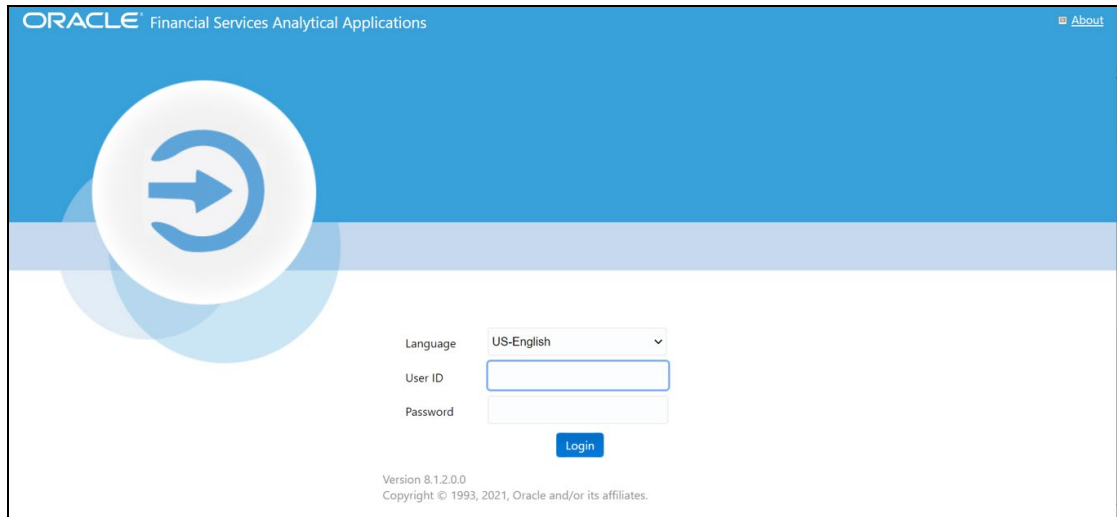 ORACLE Financial Services Analytical Applications
About
Language US-English
User ID
Password
Login
Version 8.1.2.0.0
Copyright © 1993, 2021, Oracle and/or its affiliates.